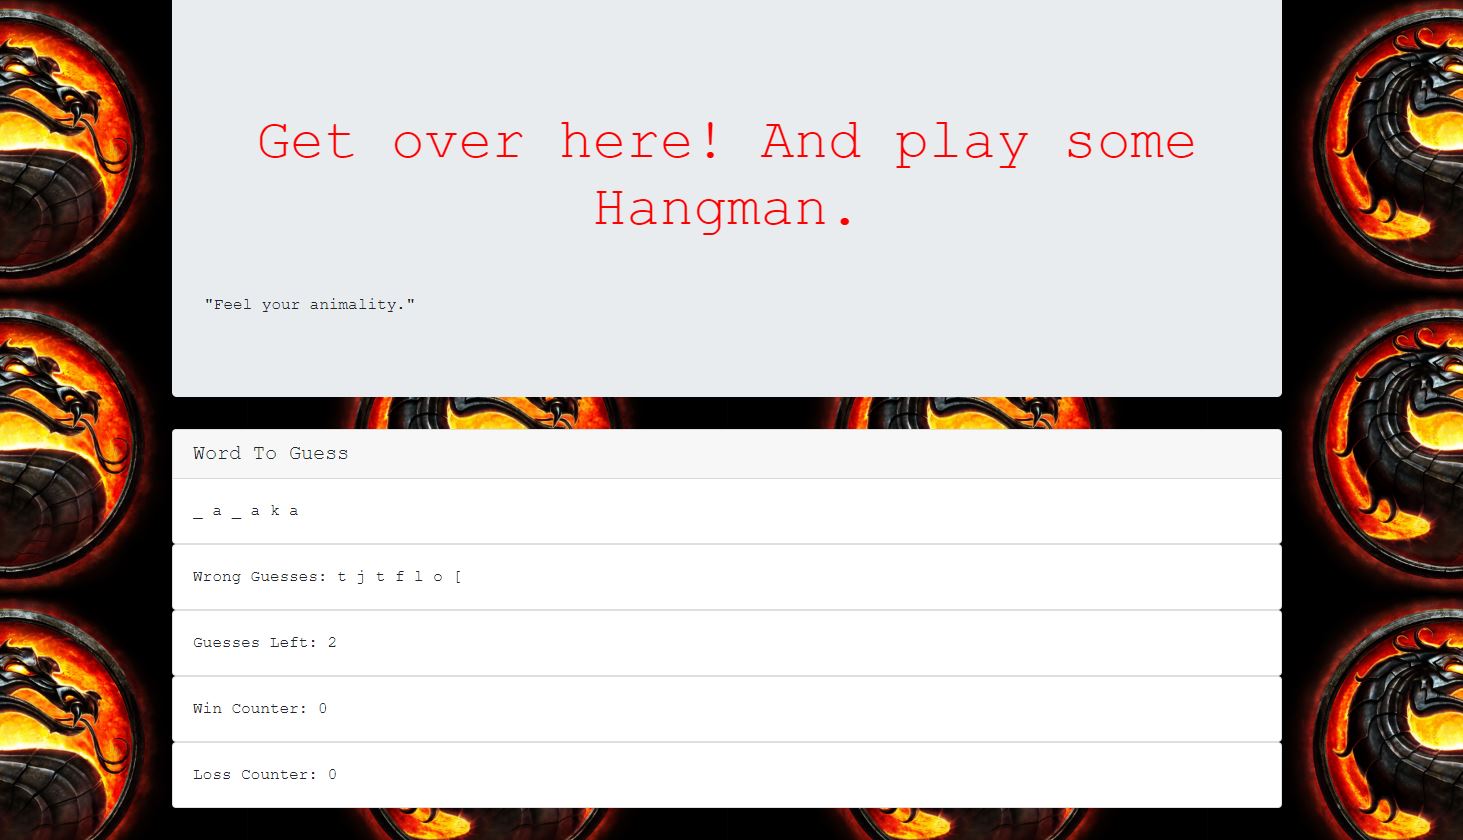 Get over here! And play some
Hangman.
"Feel your animality."
Word To Guess
_ a _ a k a
Wrong Guesses: t j t f l o [
Guesses Left: 2
Win Counter: 0
Loss Counter: 0